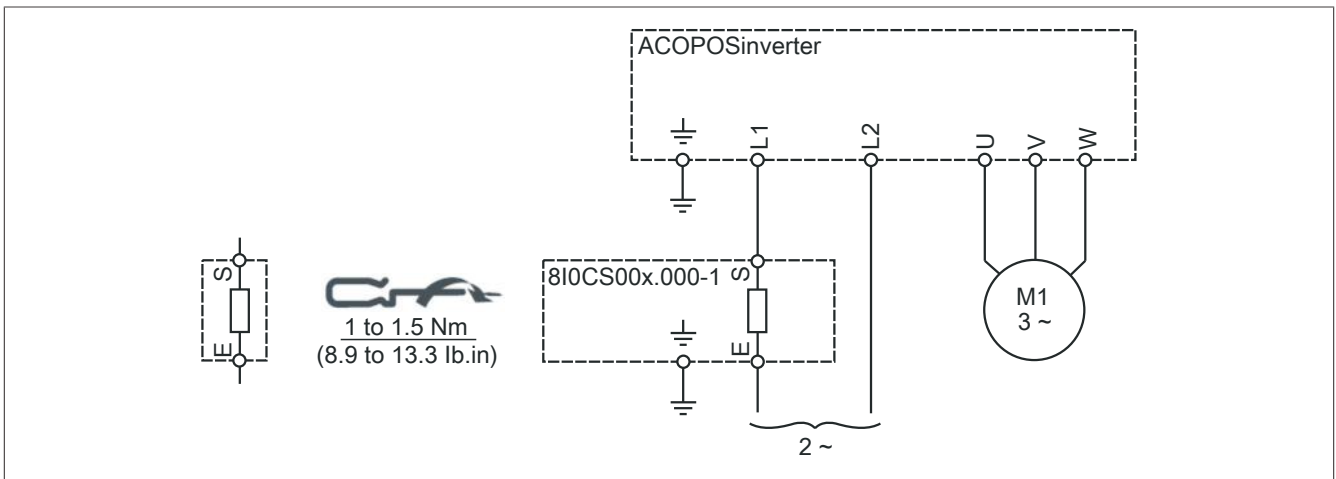 ACOPOSinverter
L1
L2
U
V
W
S
E
1 to 1.5 Nm
(8.9 to 13.3 lb.in)
8I0CS00x.000-1
S
E
M1
3 ~
2 ~